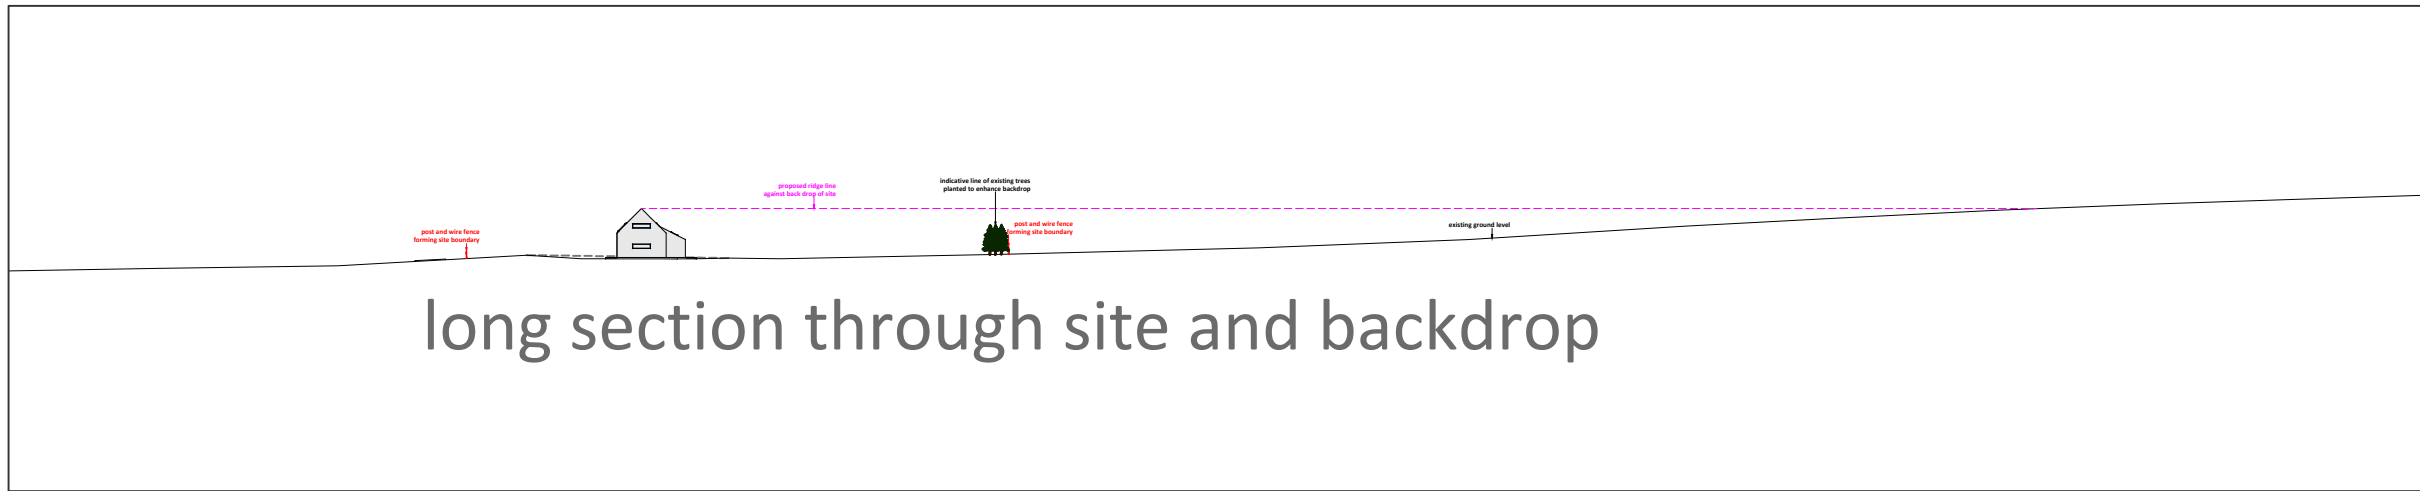 proposed ridge line
against back drop of site
indicative line of existing trees
planted to enhance backdrop
post and wire fence
forming site boundary
post and wire fence
forming site boundary
existing ground level
long section through site and backdrop